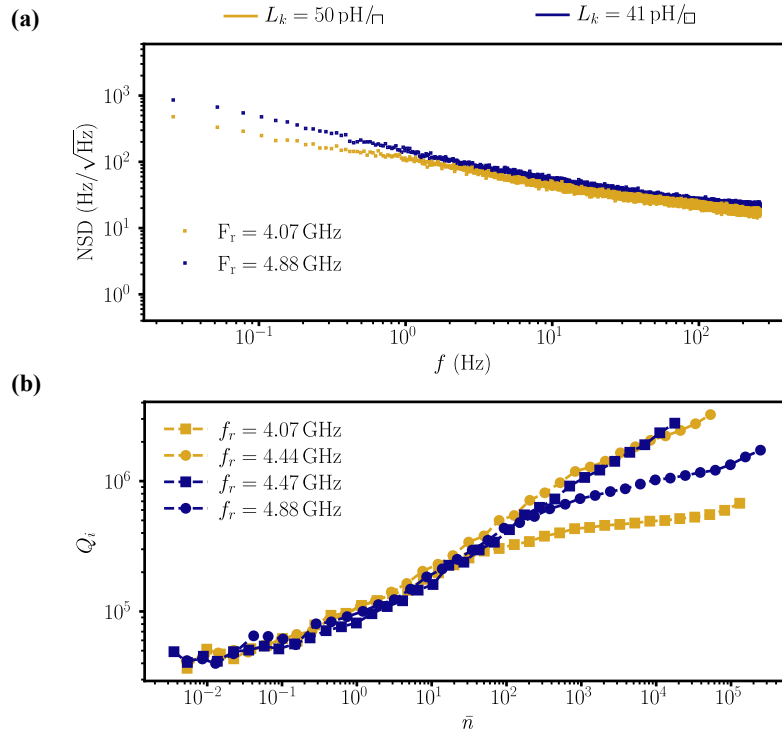 (a)
L_k = 50 pH/□ L_k = 41 pH/□
NSD (Hz/√Hz)
10^3
10^2
10^1
10^0
F_r = 4.07 GHz
F_r = 4.88 GHz
10^-1 10^0 10^1 10^2
f (Hz)
(b)
Q_i
10^6
10^5
f_r = 4.07 GHz
f_r = 4.44 GHz
f_r = 4.47 GHz
f_r = 4.88 GHz
10^-2 10^-1 10^0 10^1 10^2 10^3 10^4 10^5
n̄